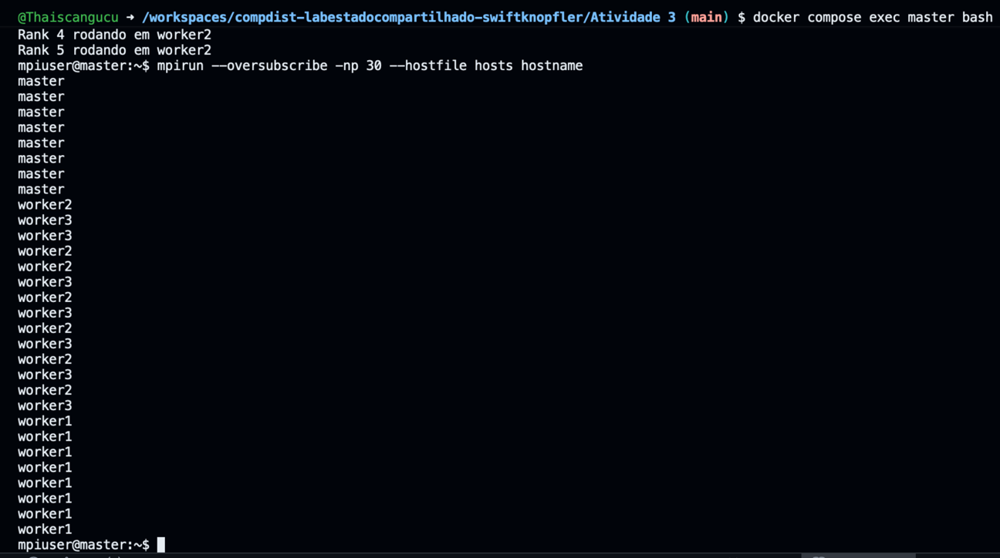 @Thaiscangucu → /workspaces/compdist-labestadocompartilhado-swiftknopfler/Atividade 3 (main) $ docker compose exec master bash
Rank 4 rodando em worker2
Rank 5 rodando em worker2
mpiuser@master:~$ mpirun --oversubscribe -np 30 --hostfile hosts hostname
master
master
master
master
master
master
master
master
worker2
worker3
worker3
worker2
worker2
worker3
worker2
worker3
worker2
worker3
worker2
worker3
worker2
worker3
worker1
worker1
worker1
worker1
worker1
worker1
worker1
worker1
mpiuser@master:~$